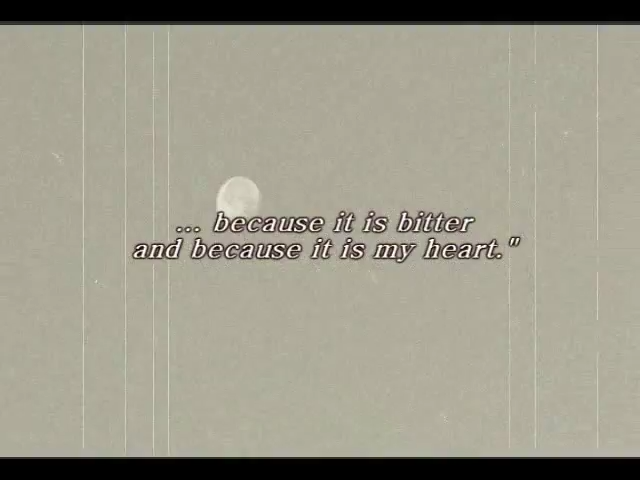 ... because it is bitter
and because it is my heart."